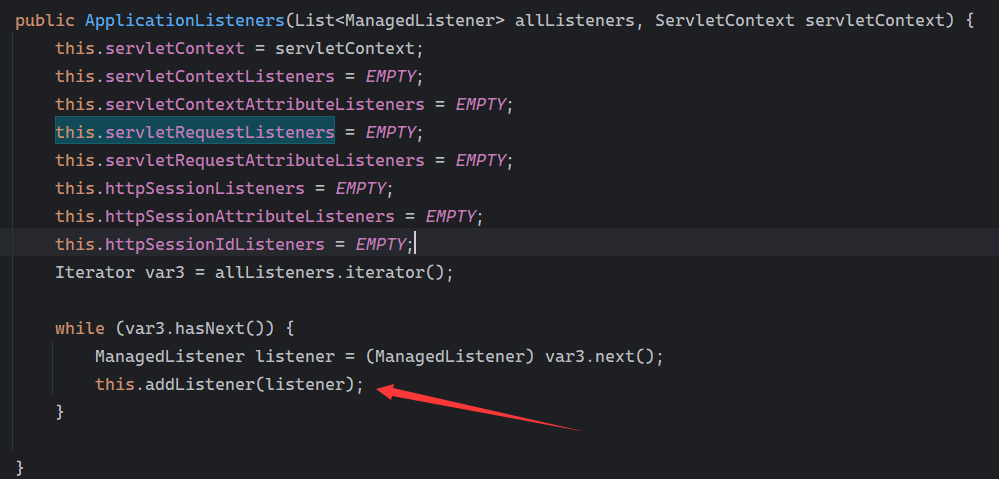 public ApplicationListeners(List<ManagedListener> allListeners, ServletContext servletContext) {
this.servletContext = servletContext;
this.servletContextListeners = EMPTY;
this.servletContextAttributeListeners = EMPTY;
this.servletRequestListeners = EMPTY;
this.servletRequestAttributeListeners = EMPTY;
this.httpSessionListeners = EMPTY;
this.httpSessionAttributeListeners = EMPTY;
this.httpSessionIdListeners = EMPTY;
Iterator var3 = allListeners.iterator();
while (var3.hasNext()) {
ManagedListener listener = (ManagedListener) var3.next();
this.addListener(listener);
}
}